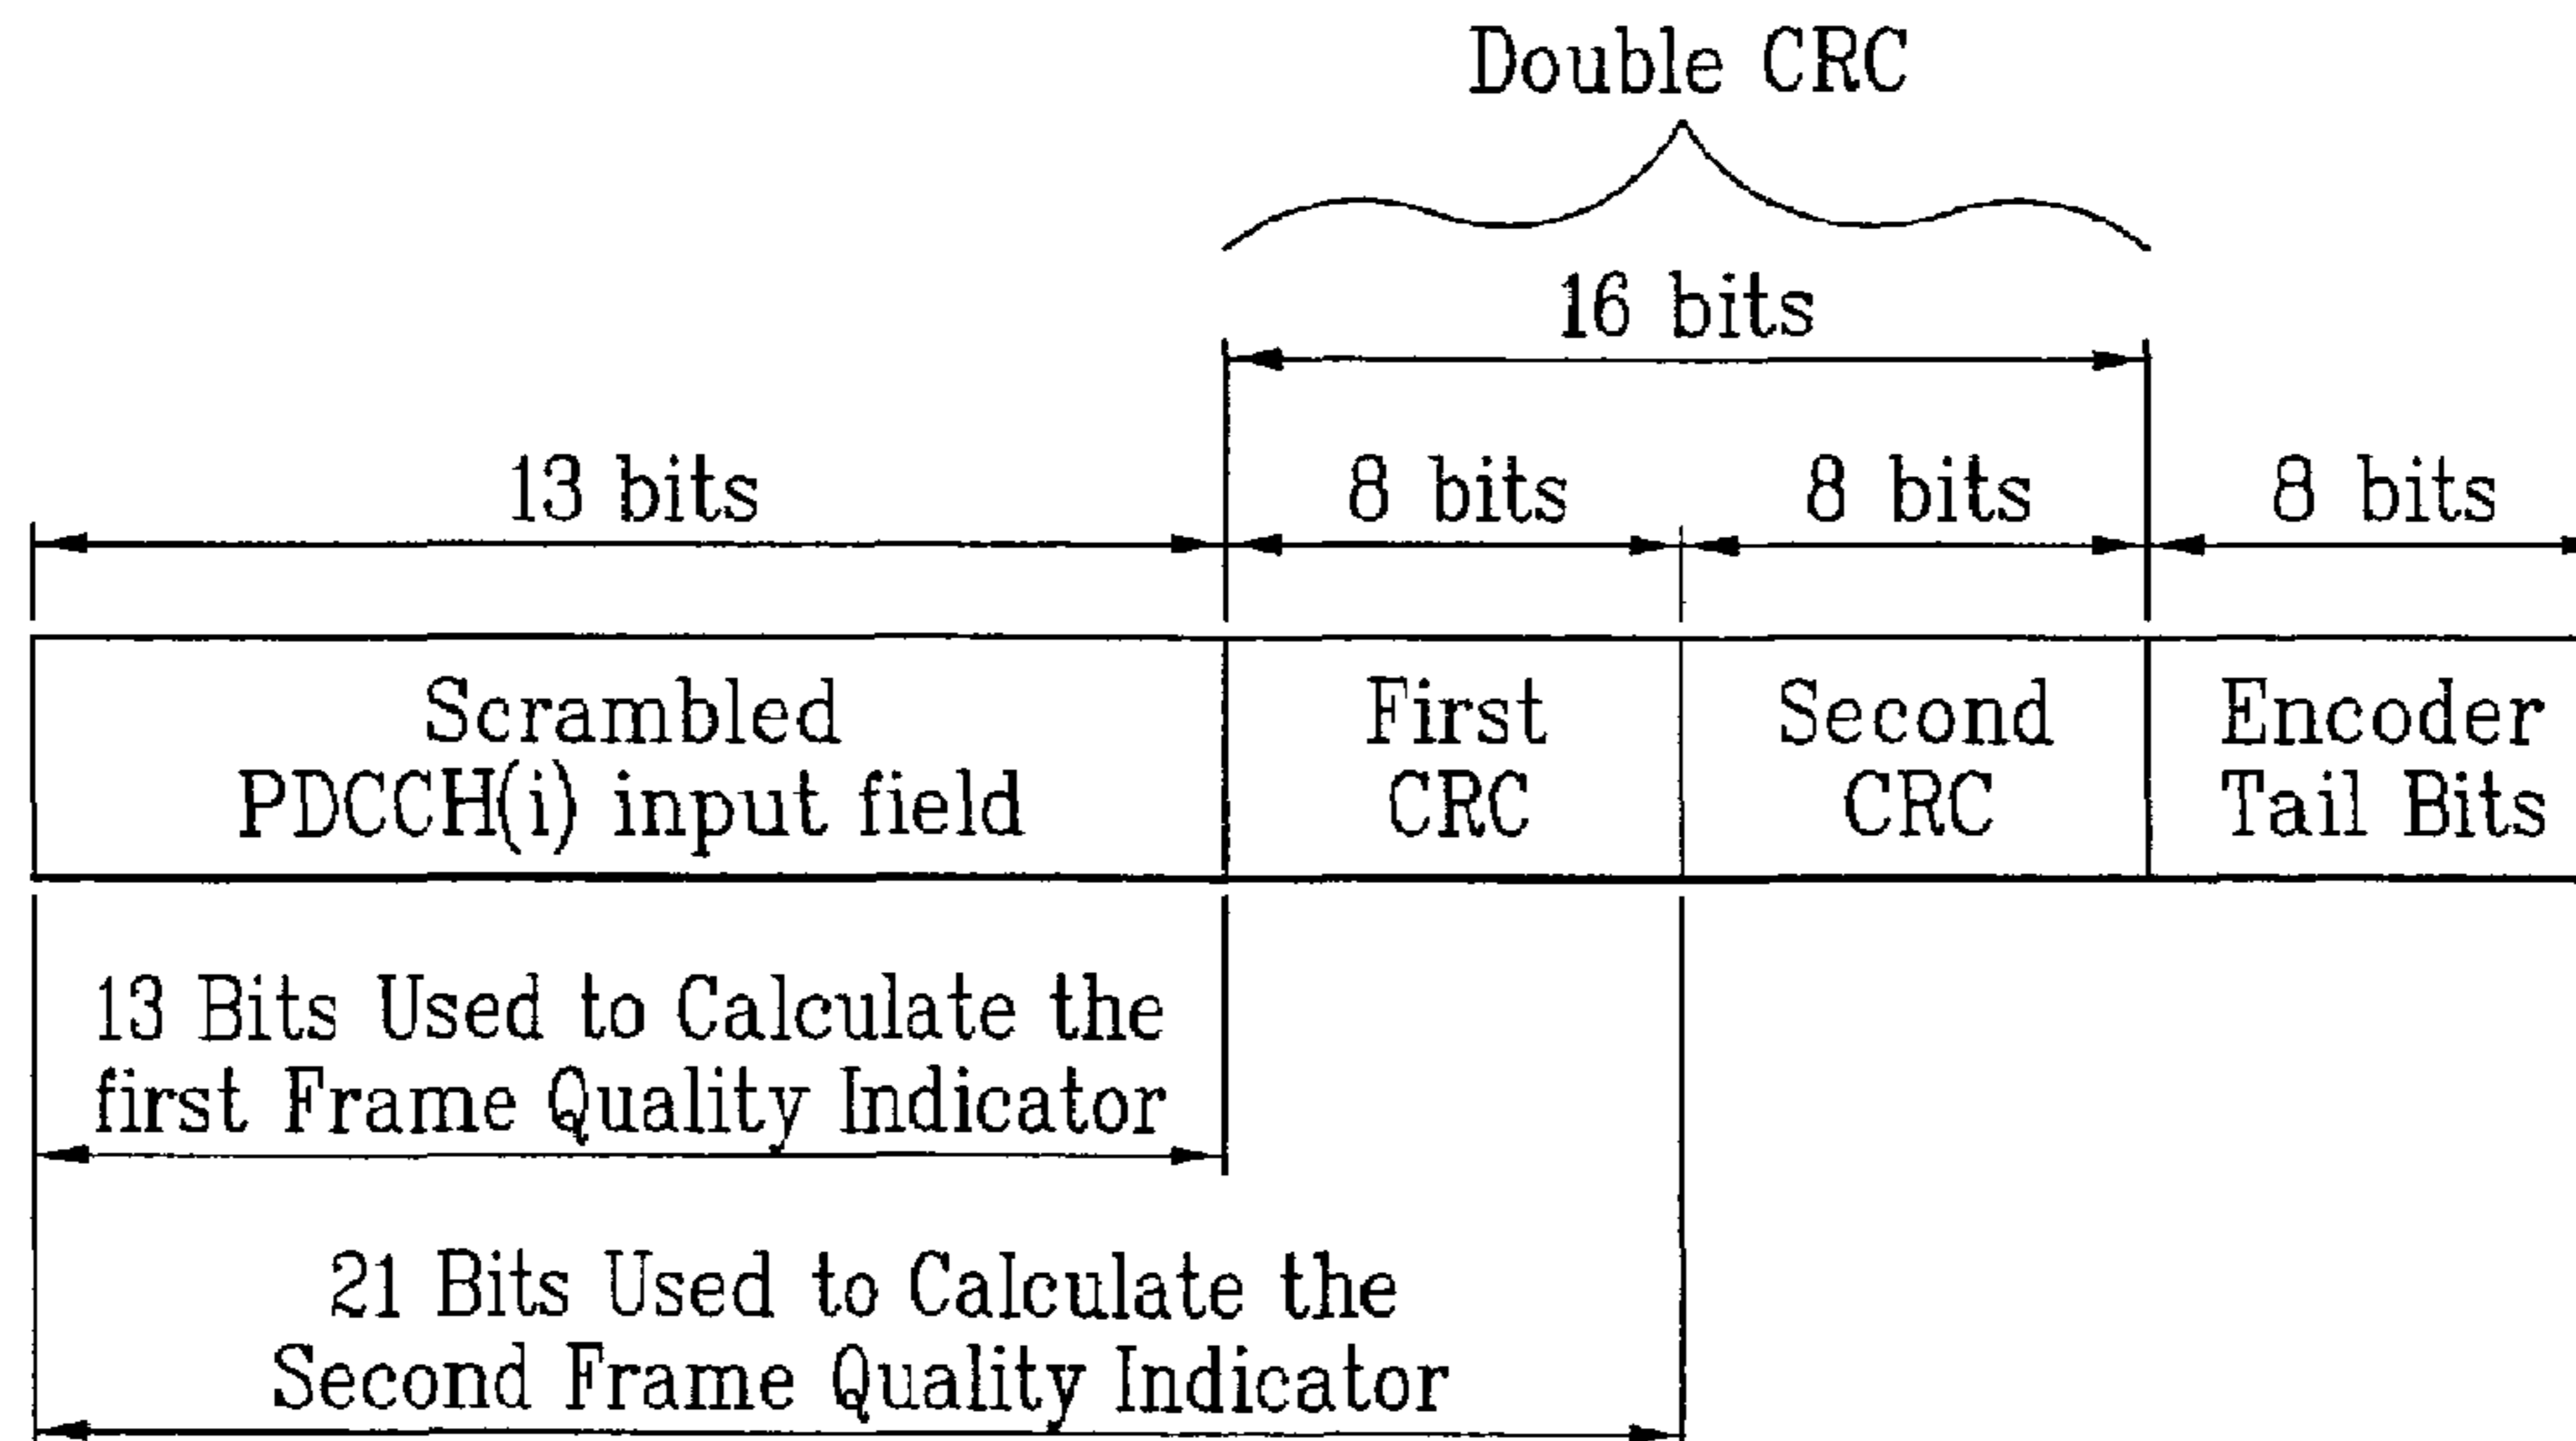 Double CRC
16 bits
13 bits
8 bits
8 bits
8 bits
Scrambled
PDCCH(i) input field
First
CRC
Second
CRC
Encoder
Tail Bits
13 Bits Used to Calculate the
first Frame Quality Indicator
21 Bits Used to Calculate the
Second Frame Quality Indicator